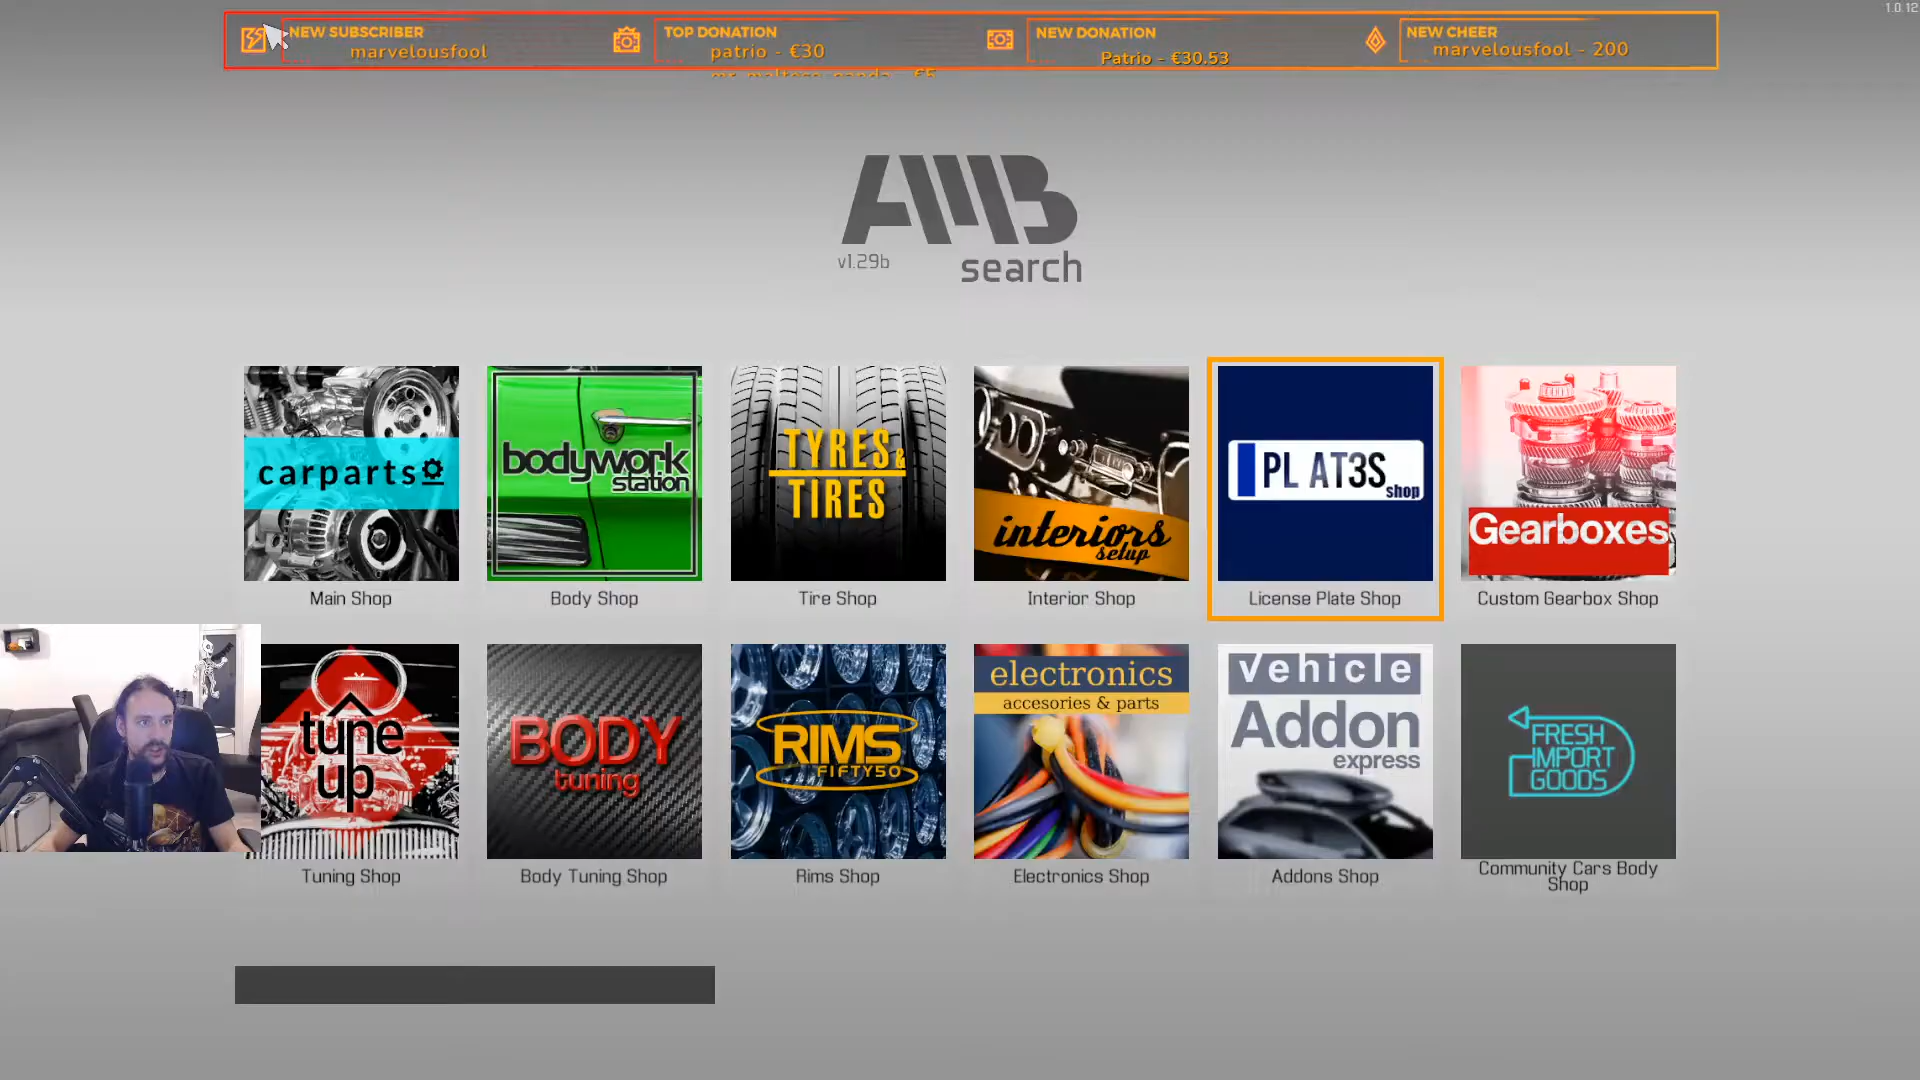 1.0.12
NEW SUBSCRIBER
marvelousfool
TOP DONATION
patrio - €30
mr_malters_panda - €5
NEW DONATION
Patrio - €30.53
NEW CHEER
marvelousfool - 200
AMB
v1.29b
search
carparts
bodywork
station
TYRES &
TIRES
interiors
setup
PL AT3S
shop
Gearboxes
Main Shop
Body Shop
Tire Shop
Interior Shop
License Plate Shop
Custom Gearbox Shop
tune
up
BODY
tuning
RIMS
FIFTY50
electronics
accesories & parts
vehicle
Addon
express
FRESH
IMPORT
GOODS
Tuning Shop
Body Tuning Shop
Rims Shop
Electronics Shop
Addons Shop
Community Cars Body
Shop